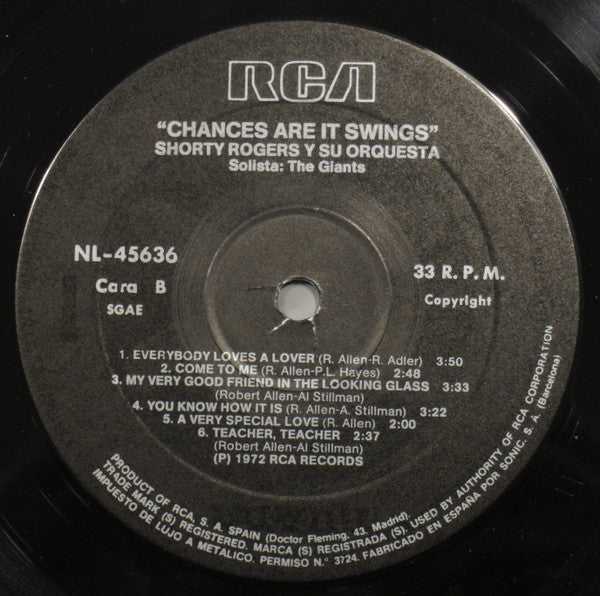 RCA
"CHANCES ARE IT SWINGS"
SHORTY ROGERS Y SU ORQUESTA
Solista: The Giants
NL-45636
Cara B
SGAE
33 R. P. M.
Copyright
1. EVERYBODY LOVES A LOVER (R. Allen-R. Adler) 3:50
2. COME TO ME (R. Allen-P.L. Hayes) 2:48
3. MY VERY GOOD FRIEND IN THE LOOKING GLASS 3:33
(Robert Allen-Al Stillman)
4. YOU KNOW HOW IT IS (R. Allen-A. Stillman) 3:22
5. A VERY SPECIAL LOVE (R. Allen) 2:00
6. TEACHER, TEACHER 2:37
(Robert Allen-Al Stillman)
(P) 1972 RCA RECORDS
PRODUCT OF RCA, S. A. SPAIN (Doctor Fleming, 43. Madrid).
TRADE MARK (S) REGISTERED. MARCA (S) REGISTRADA (S). USED BY AUTHORITY OF RCA CORPORATION
IMPUESTO DE LUJO A METALICO. PERMISO N.° 3724. FABRICADO EN ESPAÑA POR SONIC, S. A. (Barcelona)